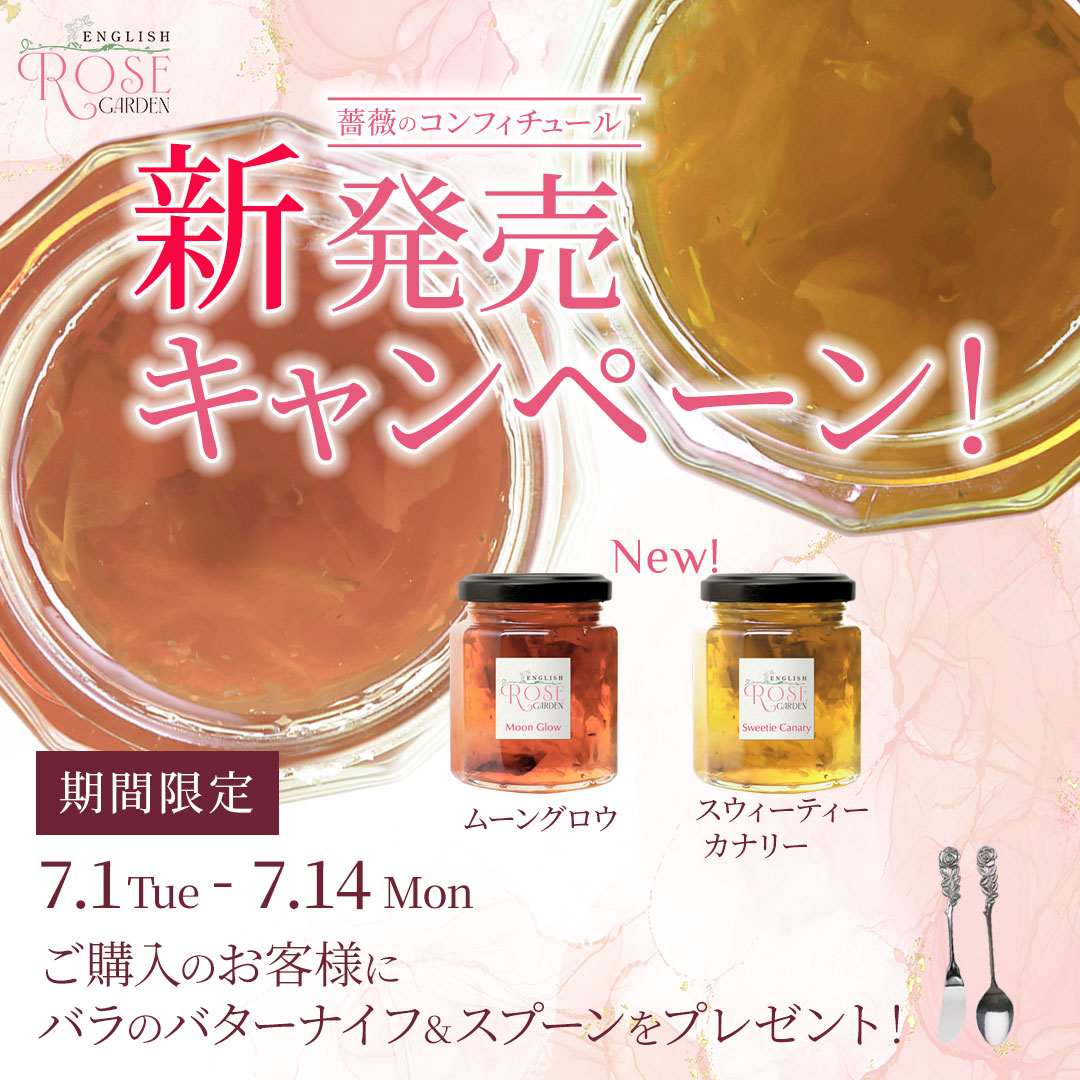 ENGLISH
ROSE
GARDEN
薔薇のコンフィチュール
新発売
キャンペーン！
New!
ENGLISH
ROSE
GARDEN
Moon Glow
ENGLISH
ROSE
GARDEN
Sweetie Canary
ムーングロウ
スウィーティー
カナリー
期間限定
7.1 Tue - 7.14 Mon
ご購入のお客様に
バラのバターナイフ&スプーンをプレゼント！